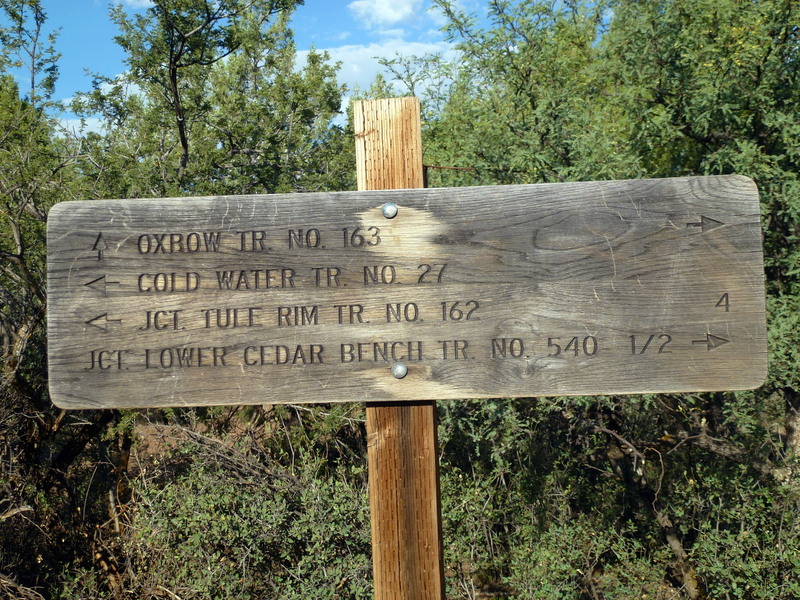 ↑ OXBOW TR. NO. 163 →
← COLD WATER TR. NO. 27
← JCT. TULE RIM TR. NO. 162 4
JCT. LOWER CEDAR BENCH TR. NO. 540 1/2 →